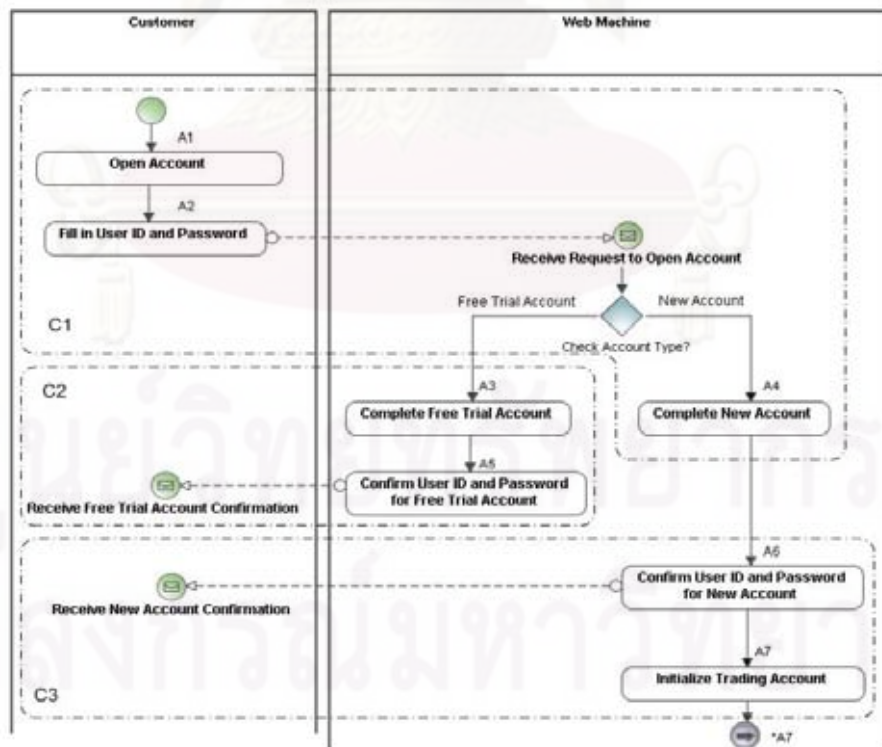 Customer
Web Machine
A1
Open Account
A2
Fill in User ID and Password
Receive Request to Open Account
Free Trial Account
New Account
C1
Check Account Type?
C2
A3
A4
Complete Free Trial Account
Complete New Account
A5
Confirm User ID and Password
for Free Trial Account
Receive Free Trial Account Confirmation
A6
Confirm User ID and Password
for New Account
Receive New Account Confirmation
A7
Initialize Trading Account
C3
*A7